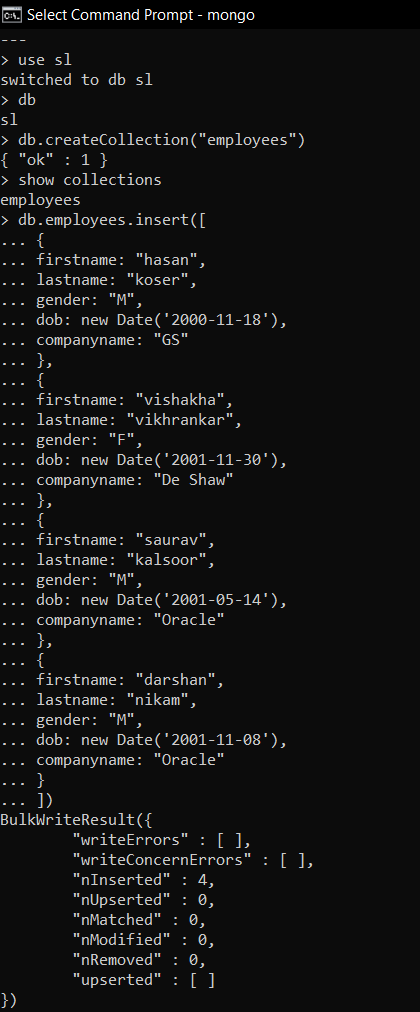 Select Command Prompt - mongo
---
> use sl
switched to db sl
> db
sl
> db.createCollection("employees")
{ "ok" : 1 }
> show collections
employees
> db.employees.insert([
... {
... firstname: "hasan",
... lastname: "koser",
... gender: "M",
... dob: new Date('2000-11-18'),
... companyname: "GS"
... },
... {
... firstname: "vishakha",
... lastname: "vikhrankar",
... gender: "F",
... dob: new Date('2001-11-30'),
... companyname: "De Shaw"
... },
... {
... firstname: "saurav",
... lastname: "kalsoor",
... gender: "M",
... dob: new Date('2001-05-14'),
... companyname: "Oracle"
... },
... {
... firstname: "darshan",
... lastname: "nikam",
... gender: "M",
... dob: new Date('2001-11-08'),
... companyname: "Oracle"
... }
... ])
BulkWriteResult({
        "writeErrors" : [ ],
        "writeConcernErrors" : [ ],
        "nInserted" : 4,
        "nUpserted" : 0,
        "nMatched" : 0,
        "nModified" : 0,
        "nRemoved" : 0,
        "upserted" : [ ]
})